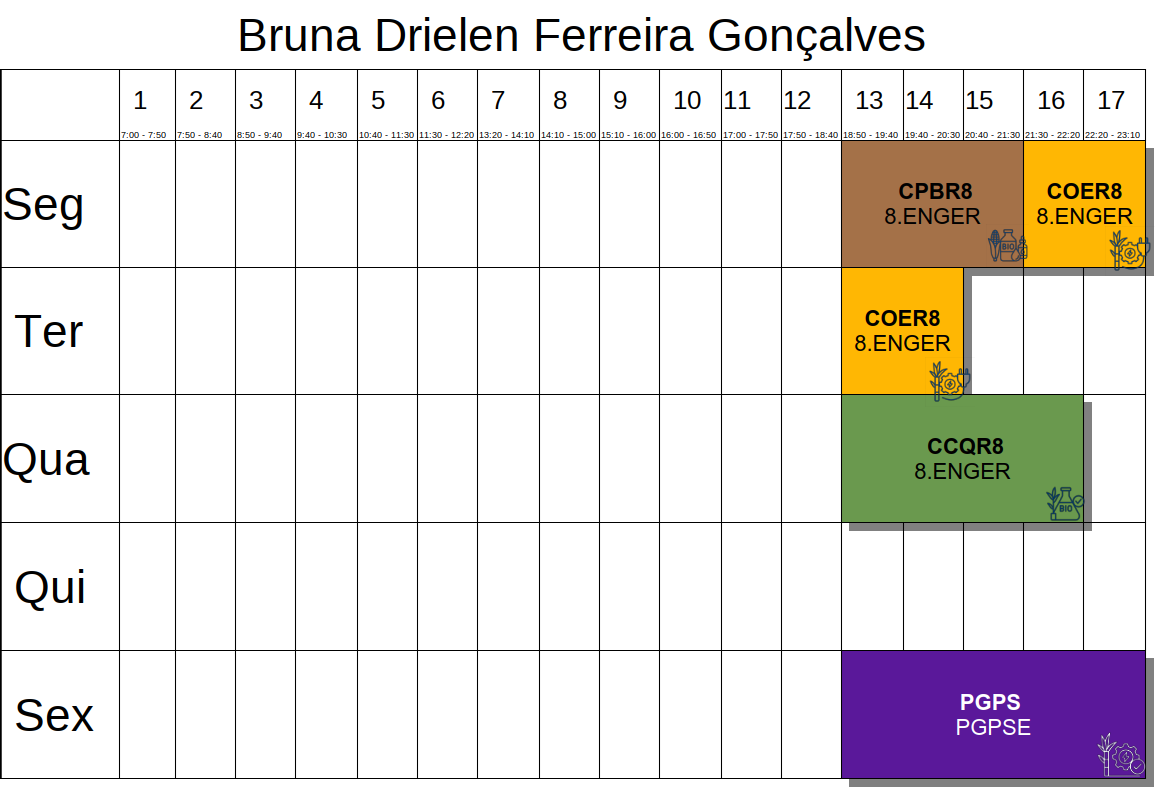 Bruna Drielen Ferreira Gonçalves
1 2 3 4 5 6 7 8 9 10 11 12 13 14 15 16 17
7:00 - 7:50 7:50 - 8:40 8:50 - 9:40 9:40 - 10:30 10:40 - 11:30 11:30 - 12:20 13:20 - 14:10 14:10 - 15:00 15:10 - 16:00 16:00 - 16:50 17:00 - 17:50 17:50 - 18:40 18:50 - 19:40 19:40 - 20:30 20:40 - 21:30 21:30 - 22:20 22:20 - 23:10
Seg
CPBR8 COER8
8.ENGER 8.ENGER
BIO
Ter
COER8
8.ENGER
Qua
CCQR8
8.ENGER
BIO
Qui
Sex
PGPS
PGPSE